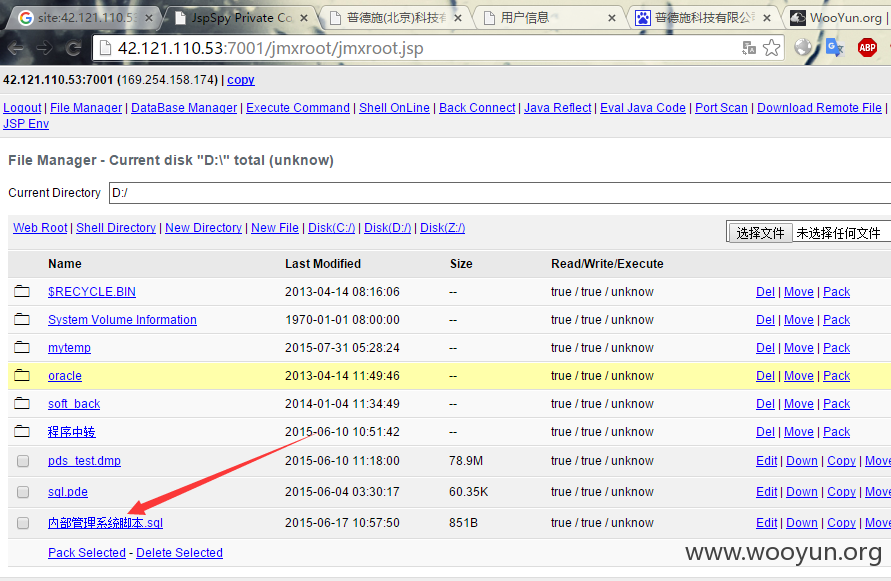 site:42.121.110.53:5
JspSpy Private Co
普德施(北京)科技有
用户信息
普德施科技有限公
WooYun.org |
42.121.110.53:7001/jmxroot/jmxroot.jsp
ABP
42.121.110.53:7001 (169.254.158.174) | copy
Logout | File Manager | DataBase Manager | Execute Command | Shell OnLine | Back Connect | Java Reflect | Eval Java Code | Port Scan | Download Remote File |
JSP Env
File Manager - Current disk "D:\" total (unknow)
Current Directory D:/
Web Root | Shell Directory | New Directory | New File | Disk(C:/) | Disk(D:/) | Disk(Z:/) 选择文件 未选择任何文件
Name Last Modified Size Read/Write/Execute
$RECYCLE.BIN 2013-04-14 08:16:06 -- true / true / unknow Del | Move | Pack
System Volume Information 1970-01-01 08:00:00 -- true / true / unknow Del | Move | Pack
mytemp 2015-07-31 05:28:24 -- true / true / unknow Del | Move | Pack
oracle 2013-04-14 11:49:46 -- true / true / unknow Del | Move | Pack
soft_back 2014-01-04 11:34:49 -- true / true / unknow Del | Move | Pack
程序中转 2015-06-10 10:51:42 -- true / true / unknow Del | Move | Pack
pds_test.dmp 2015-06-10 11:18:00 78.9M true / true / unknow Edit | Down | Copy | Move
sql.pde 2015-06-04 03:30:17 60.35K true / true / unknow Edit | Down | Copy | Move
内部管理系统脚本.sql 2015-06-17 10:57:50 851B true / true / unknow Edit | Down | Copy | Move
Pack Selected - Delete Selected
www.wooyun.org